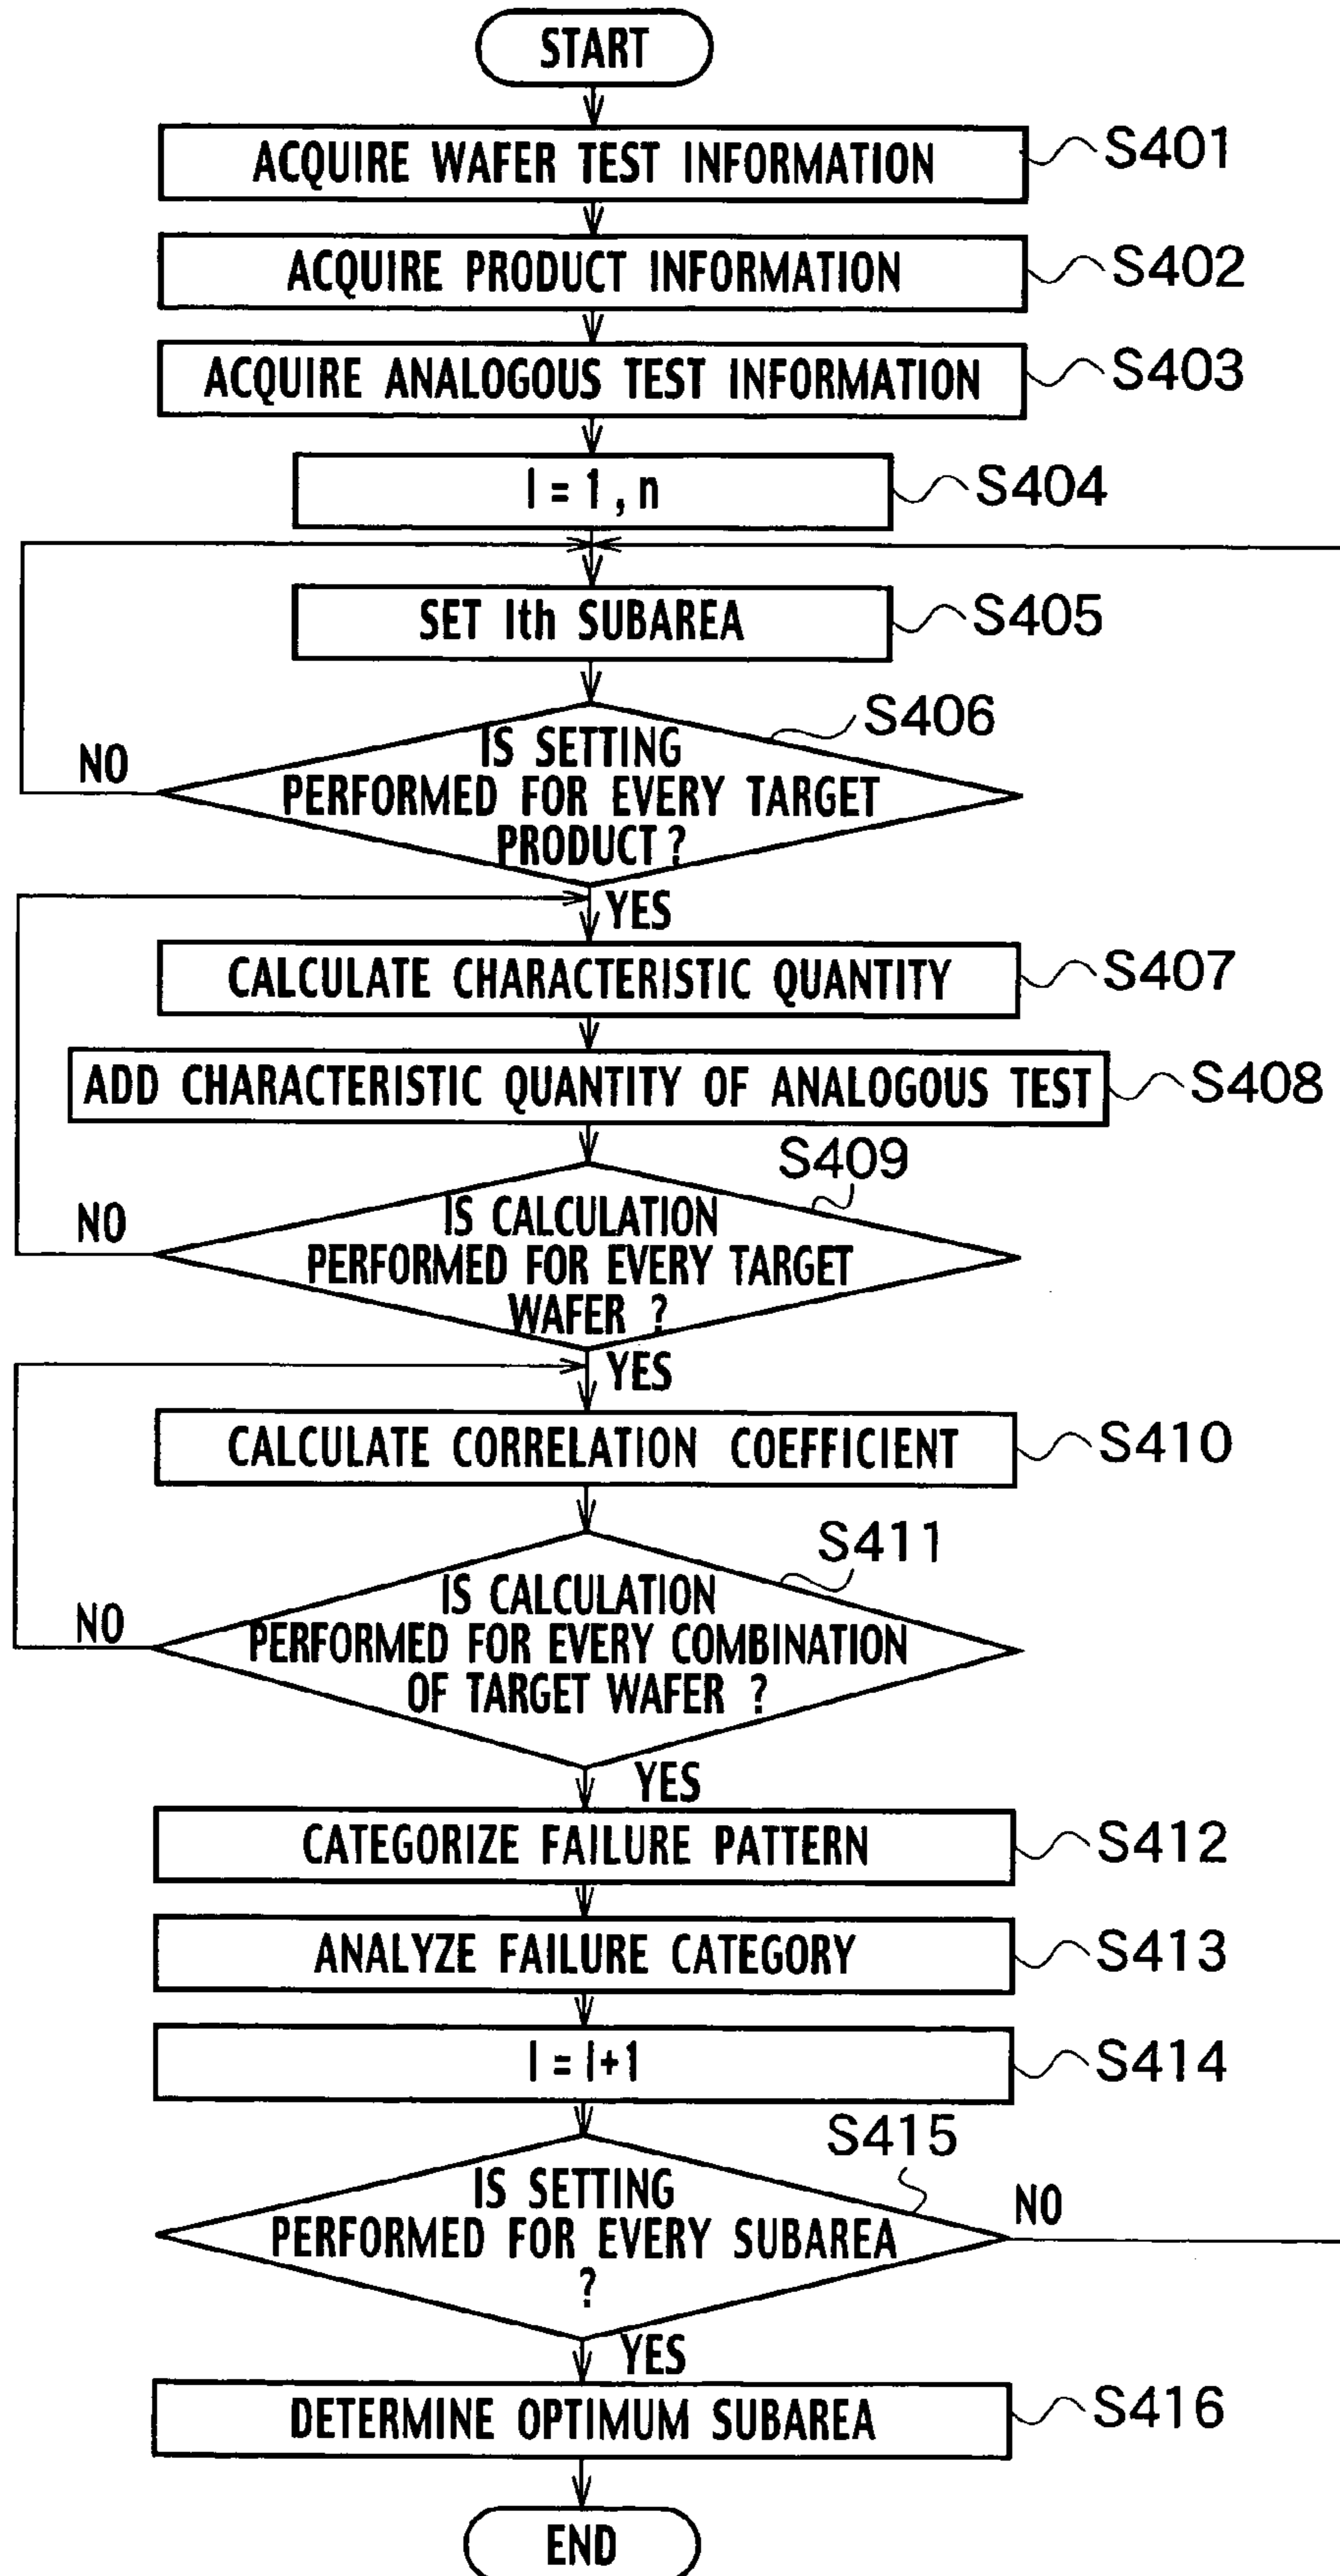 START
ACQUIRE WAFER TEST INFORMATION
S401
ACQUIRE PRODUCT INFORMATION
S402
ACQUIRE ANALOGOUS TEST INFORMATION
S403
I = 1 , n
S404
SET Ith SUBAREA
S405
S406
IS SETTING
PERFORMED FOR EVERY TARGET
PRODUCT ?
NO
YES
CALCULATE CHARACTERISTIC QUANTITY
S407
ADD CHARACTERISTIC QUANTITY OF ANALOGOUS TEST
S408
S409
IS CALCULATION
PERFORMED FOR EVERY TARGET
WAFER ?
NO
YES
CALCULATE CORRELATION COEFFICIENT
S410
S411
IS CALCULATION
PERFORMED FOR EVERY COMBINATION
OF TARGET WAFER ?
NO
YES
CATEGORIZE FAILURE PATTERN
S412
ANALYZE FAILURE CATEGORY
S413
I = I+1
S414
S415
IS SETTING
PERFORMED FOR EVERY SUBAREA
?
NO
YES
DETERMINE OPTIMUM SUBAREA
S416
END